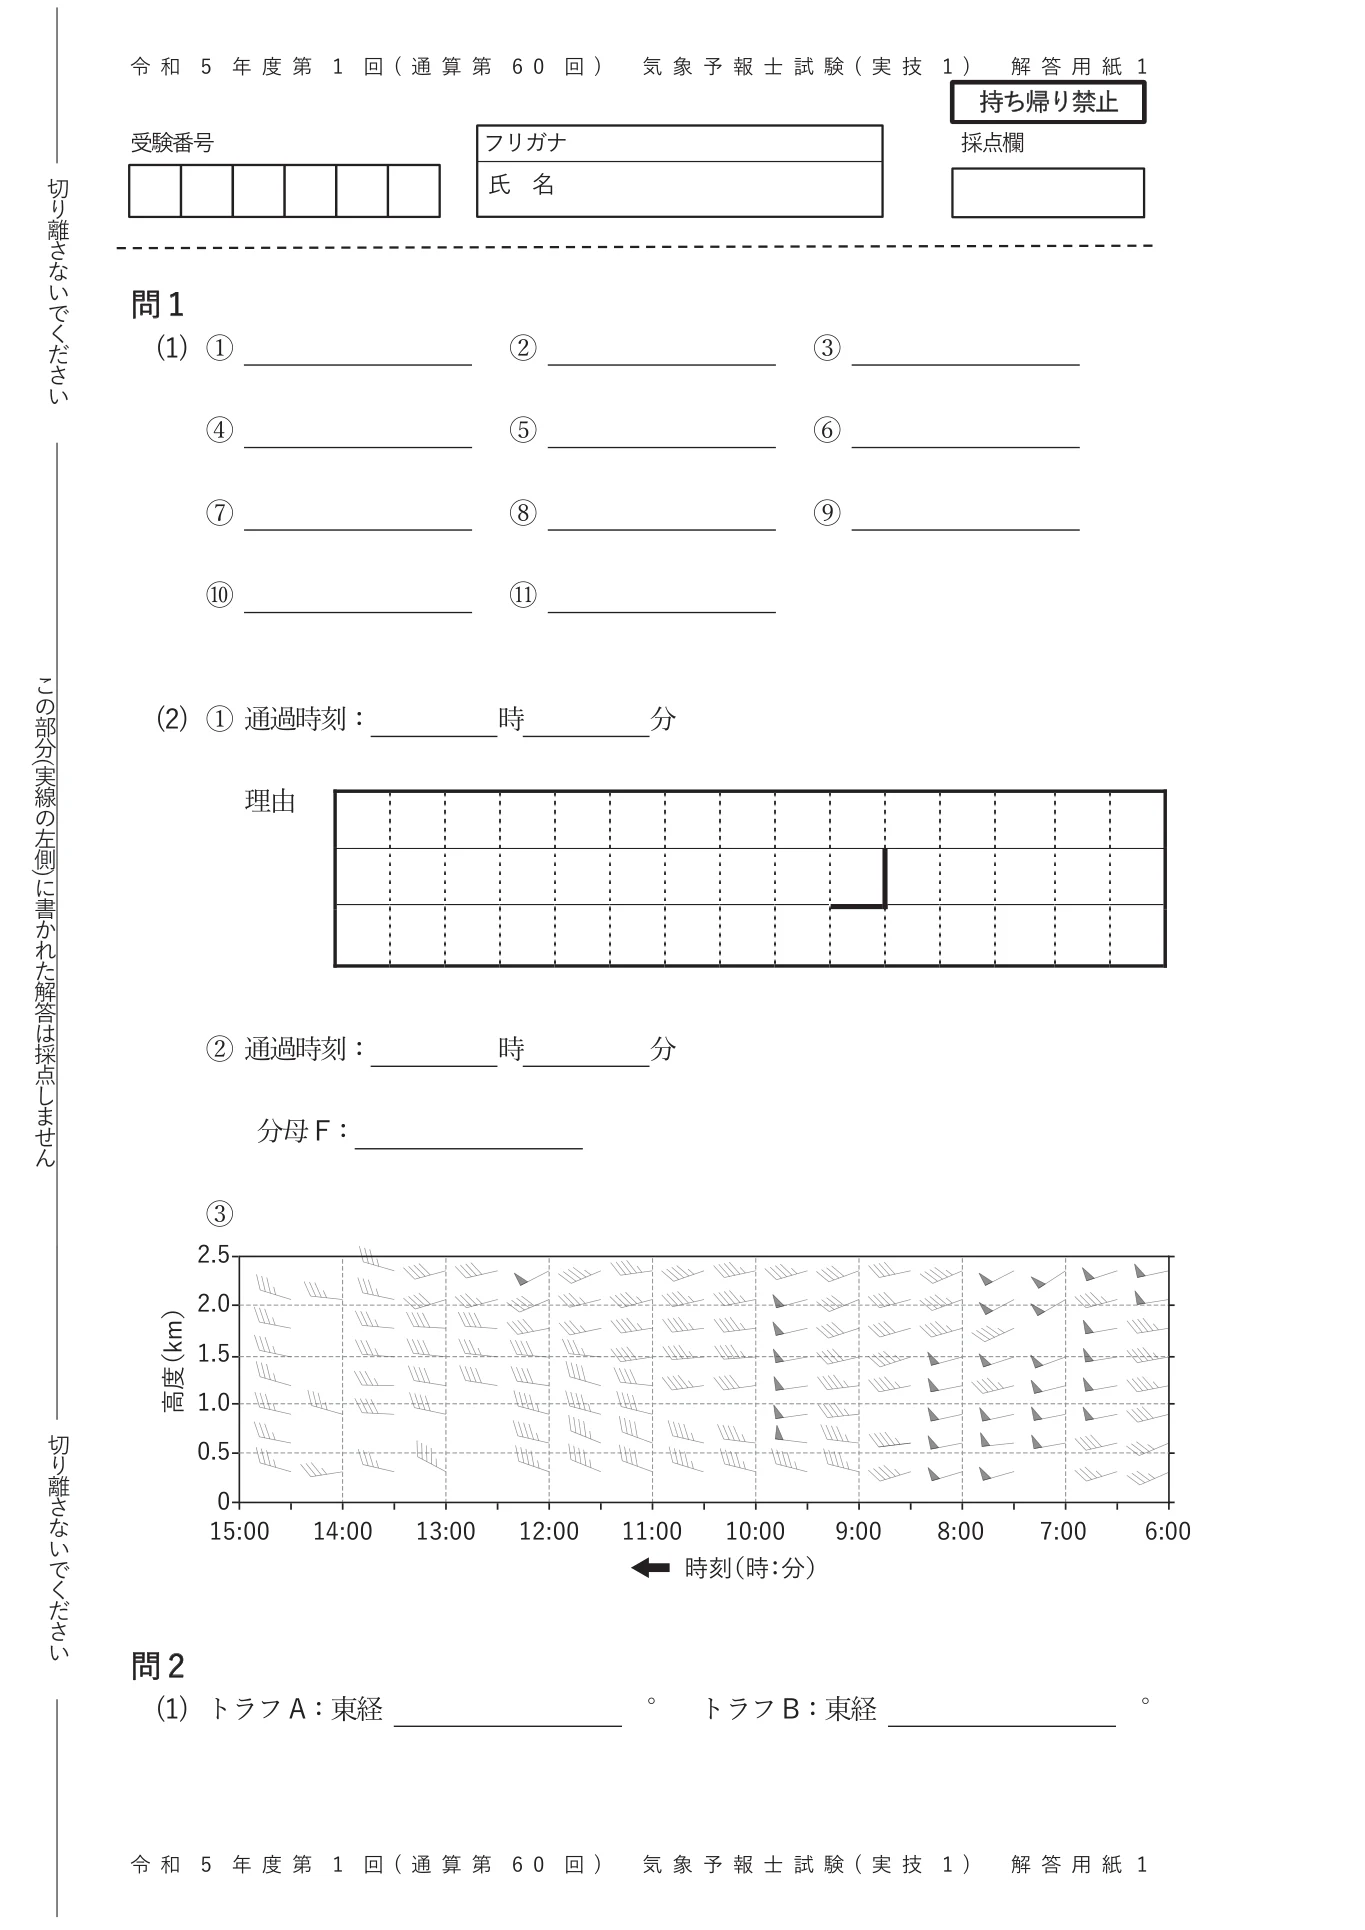 令和5年度第1回(通算第60回) 気象予報士試験(実技1) 解答用紙1
持ち帰り禁止
受験番号
フリガナ
氏 名
採点欄
切り離さないでください
この部分(実線の左側)に書かれた解答は採点しません
切り離さないでください
問1
(1) ① ② ③
④ ⑤ ⑥
⑦ ⑧ ⑨
⑩ ⑪
(2) ① 通過時刻： 時 分
理由
② 通過時刻： 時 分
分母F：
③
高度(km)
2.5
2.0
1.5
1.0
0.5
0
15:00 14:00 13:00 12:00 11:00 10:00 9:00 8:00 7:00 6:00
時刻(時:分)
問2
(1) トラフA：東経 ° トラフB：東経 °
令和5年度第1回(通算第60回) 気象予報士試験(実技1) 解答用紙1